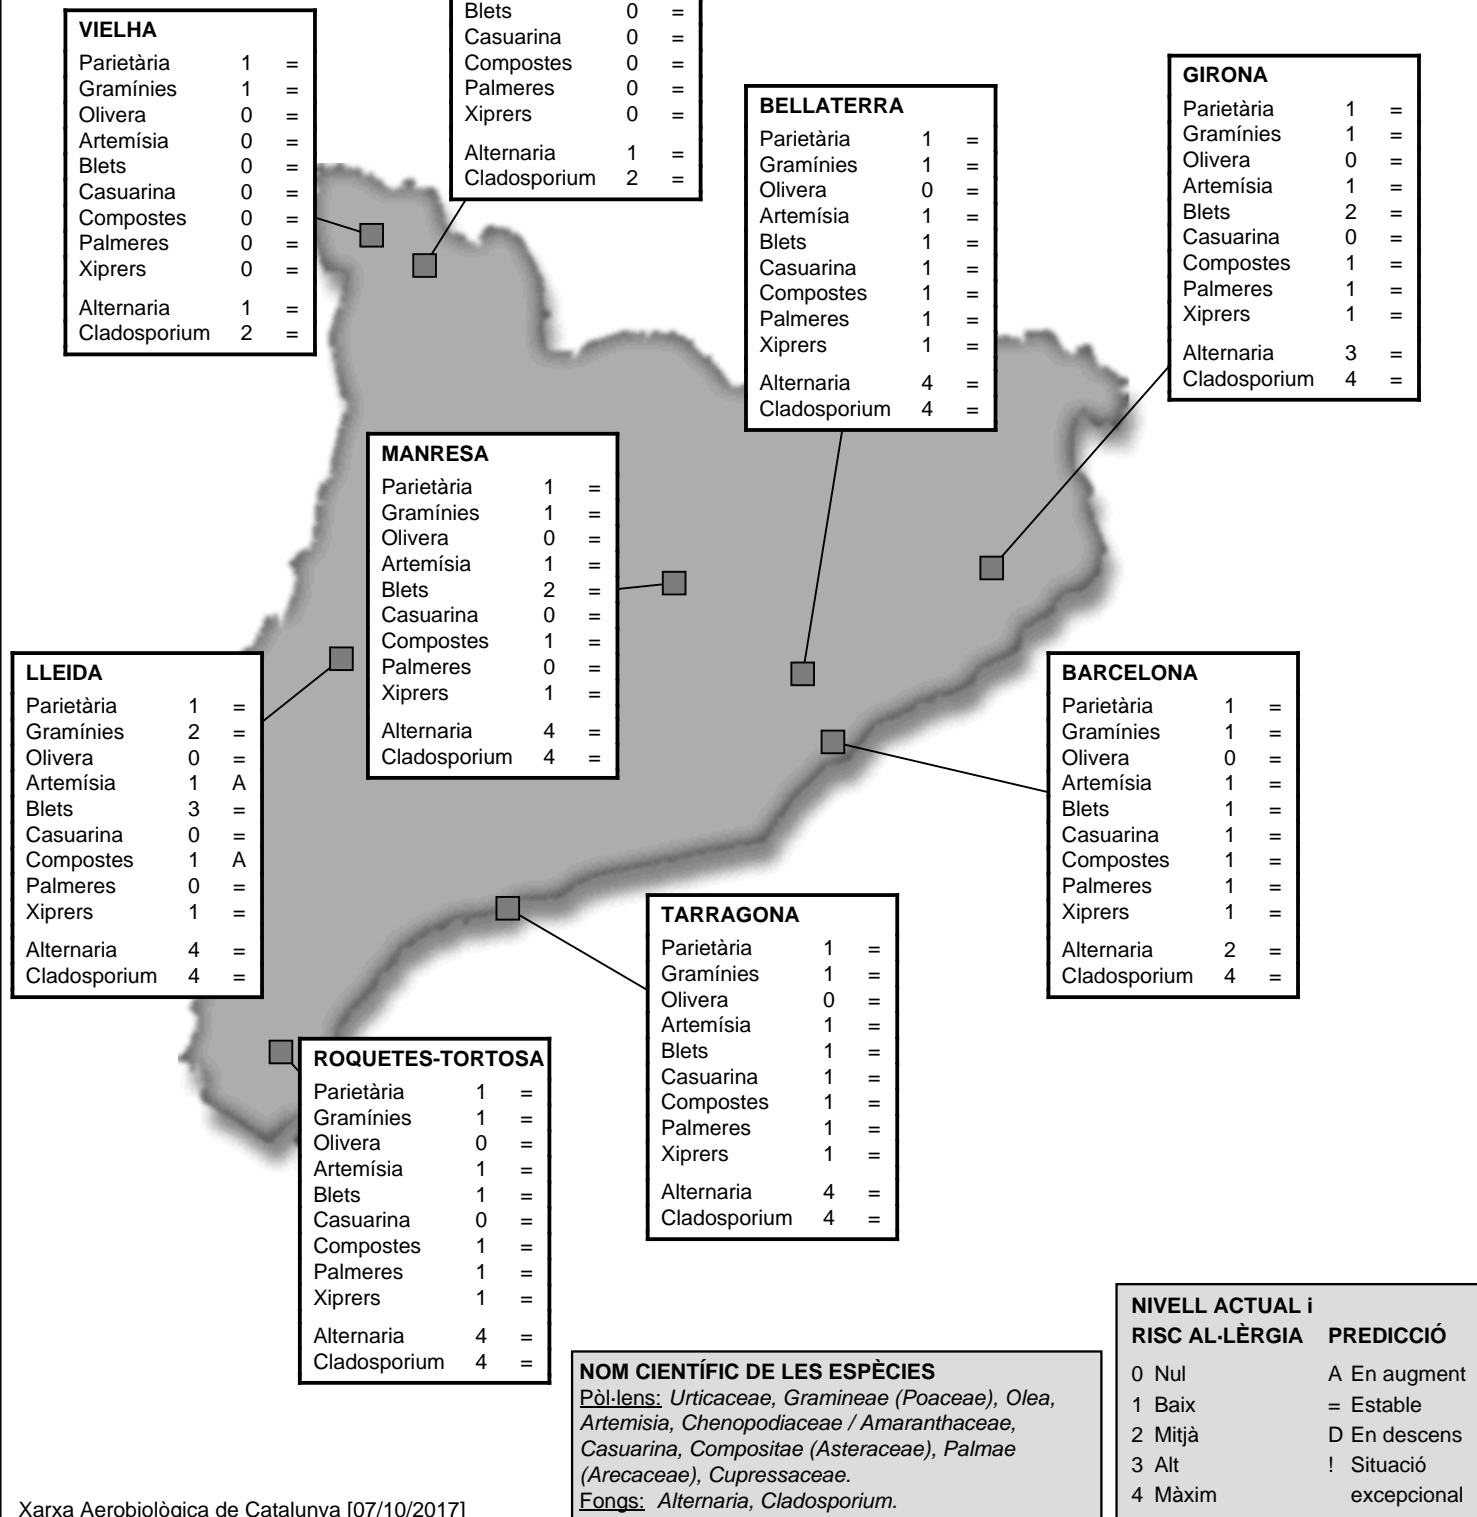 Blets 0 =
Casuarina 0 =
Compostes 0 =
Palmeres 0 =
Xiprers 0 =
Alternaria 1 =
Cladosporium 2 =
VIELHA
Parietària 1 =
Gramínies 1 =
Olivera 0 =
Artemísia 0 =
Blets 0 =
Casuarina 0 =
Compostes 0 =
Palmeres 0 =
Xiprers 0 =
Alternaria 1 =
Cladosporium 2 =
GIRONA
Parietària 1 =
Gramínies 1 =
Olivera 0 =
Artemísia 1 =
Blets 2 =
Casuarina 0 =
Compostes 1 =
Palmeres 1 =
Xiprers 1 =
Alternaria 3 =
Cladosporium 4 =
BELLATERRA
Parietària 1 =
Gramínies 1 =
Olivera 0 =
Artemísia 1 =
Blets 1 =
Casuarina 1 =
Compostes 1 =
Palmeres 1 =
Xiprers 1 =
Alternaria 4 =
Cladosporium 4 =
MANRESA
Parietària 1 =
Gramínies 1 =
Olivera 0 =
Artemísia 1 =
Blets 2 =
Casuarina 0 =
Compostes 1 =
Palmeres 0 =
Xiprers 1 =
Alternaria 4 =
Cladosporium 4 =
LLEIDA
Parietària 1 =
Gramínies 2 =
Olivera 0 =
Artemísia 1 A
Blets 3 =
Casuarina 0 =
Compostes 1 A
Palmeres 0 =
Xiprers 1 =
Alternaria 4 =
Cladosporium 4 =
BARCELONA
Parietària 1 =
Gramínies 1 =
Olivera 0 =
Artemísia 1 =
Blets 1 =
Casuarina 1 =
Compostes 1 =
Palmeres 1 =
Xiprers 1 =
Alternaria 2 =
Cladosporium 4 =
TARRAGONA
Parietària 1 =
Gramínies 1 =
Olivera 0 =
Artemísia 1 =
Blets 1 =
Casuarina 1 =
Compostes 1 =
Palmeres 1 =
Xiprers 1 =
Alternaria 4 =
Cladosporium 4 =
ROQUETES-TORTOSA
Parietària 1 =
Gramínies 1 =
Olivera 0 =
Artemísia 1 =
Blets 1 =
Casuarina 0 =
Compostes 1 =
Palmeres 1 =
Xiprers 1 =
Alternaria 4 =
Cladosporium 4 =
NOM CIENTÍFIC DE LES ESPÈCIES
Pòl·lens: Urticaceae, Gramineae (Poaceae), Olea,
Artemisia, Chenopodiaceae / Amaranthaceae,
Casuarina, Compositae (Asteraceae), Palmae
(Arecaceae), Cupressaceae.
Fongs: Alternaria, Cladosporium.
NIVELL ACTUAL i
RISC AL·LÈRGIA PREDICCIÓ
0 Nul A En augment
1 Baix = Estable
2 Mitjà D En descens
3 Alt ! Situació
4 Màxim excepcional
Xarxa Aerobiològica de Catalunya [07/10/2017]